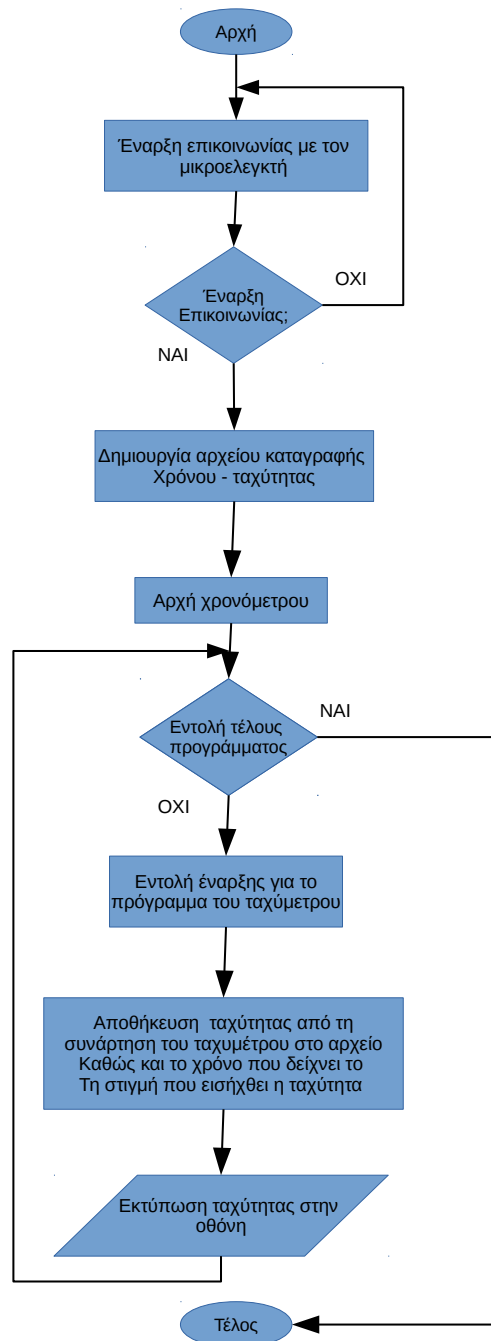 Αρχή
Έναρξη επικοινωνίας με τον
μικροελεγκτή
ΟΧΙ
Έναρξη
Επικοινωνίας;
ΝΑΙ
Δημιουργία αρχείου καταγραφής
Χρόνου - ταχύτητας
Αρχή χρονόμετρου
ΝΑΙ
Εντολή τέλους
προγράμματος
ΟΧΙ
Εντολή έναρξης για το
πρόγραμμα του ταχύμετρου
Αποθήκευση ταχύτητας από τη
συνάρτηση του ταχυμέτρου στο αρχείο
Καθώς και το χρόνο που δείχνει το
Τη στιγμή που εισήχθει η ταχύτητα
Εκτύπωση ταχύτητας στην
οθόνη
Τέλος